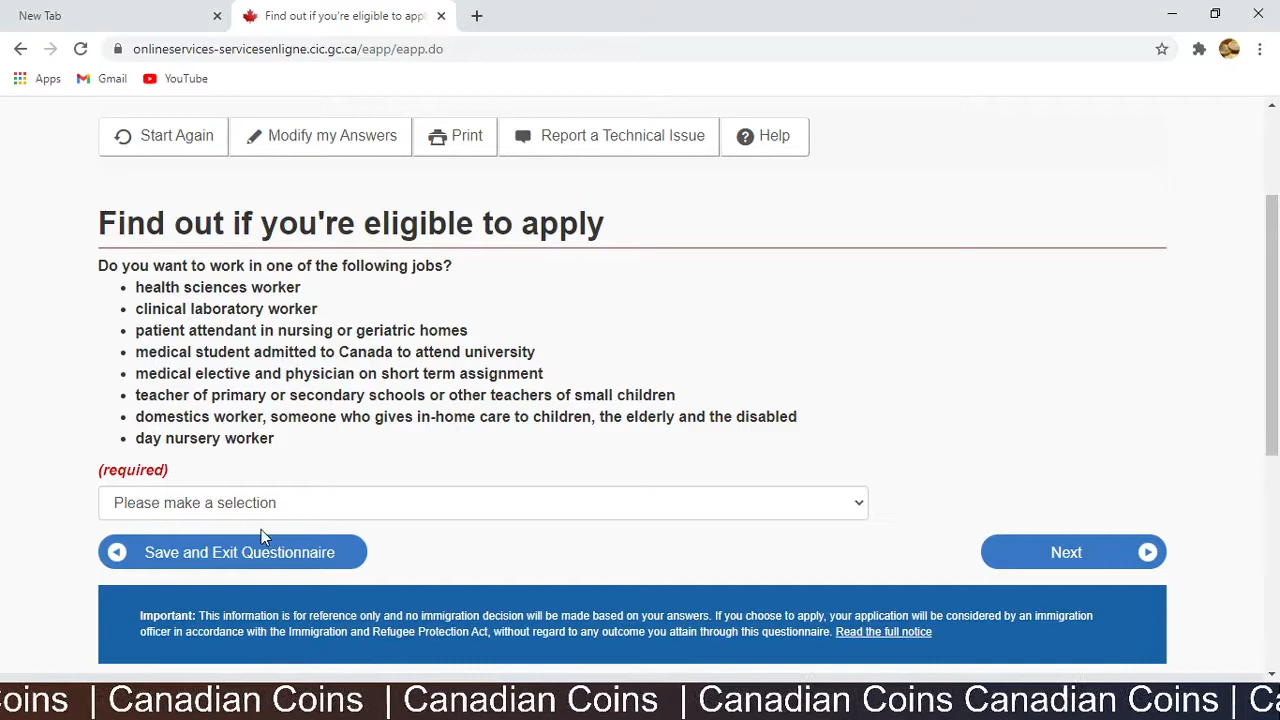 New Tab
Find out if you're eligible to appl
onlineservices-servicesenligne.cic.gc.ca/eapp/eapp.do
Apps
Gmail
YouTube
Start Again
Modify my Answers
Print
Report a Technical Issue
Help
Find out if you're eligible to apply
Do you want to work in one of the following jobs?
• health sciences worker
• clinical laboratory worker
• patient attendant in nursing or geriatric homes
• medical student admitted to Canada to attend university
• medical elective and physician on short term assignment
• teacher of primary or secondary schools or other teachers of small children
• domestics worker, someone who gives in-home care to children, the elderly and the disabled
• day nursery worker
(required)
Please make a selection
Save and Exit Questionnaire
Next
Important: This information is for reference only and no immigration decision will be made based on your answers. If you choose to apply, your application will be considered by an immigration
officer in accordance with the Immigration and Refugee Protection Act, without regard to any outcome you attain through this questionnaire. Read the full notice
oins | Canadian Coins | Canadian Coins | Canadian Coins Canadian Coins | Ca